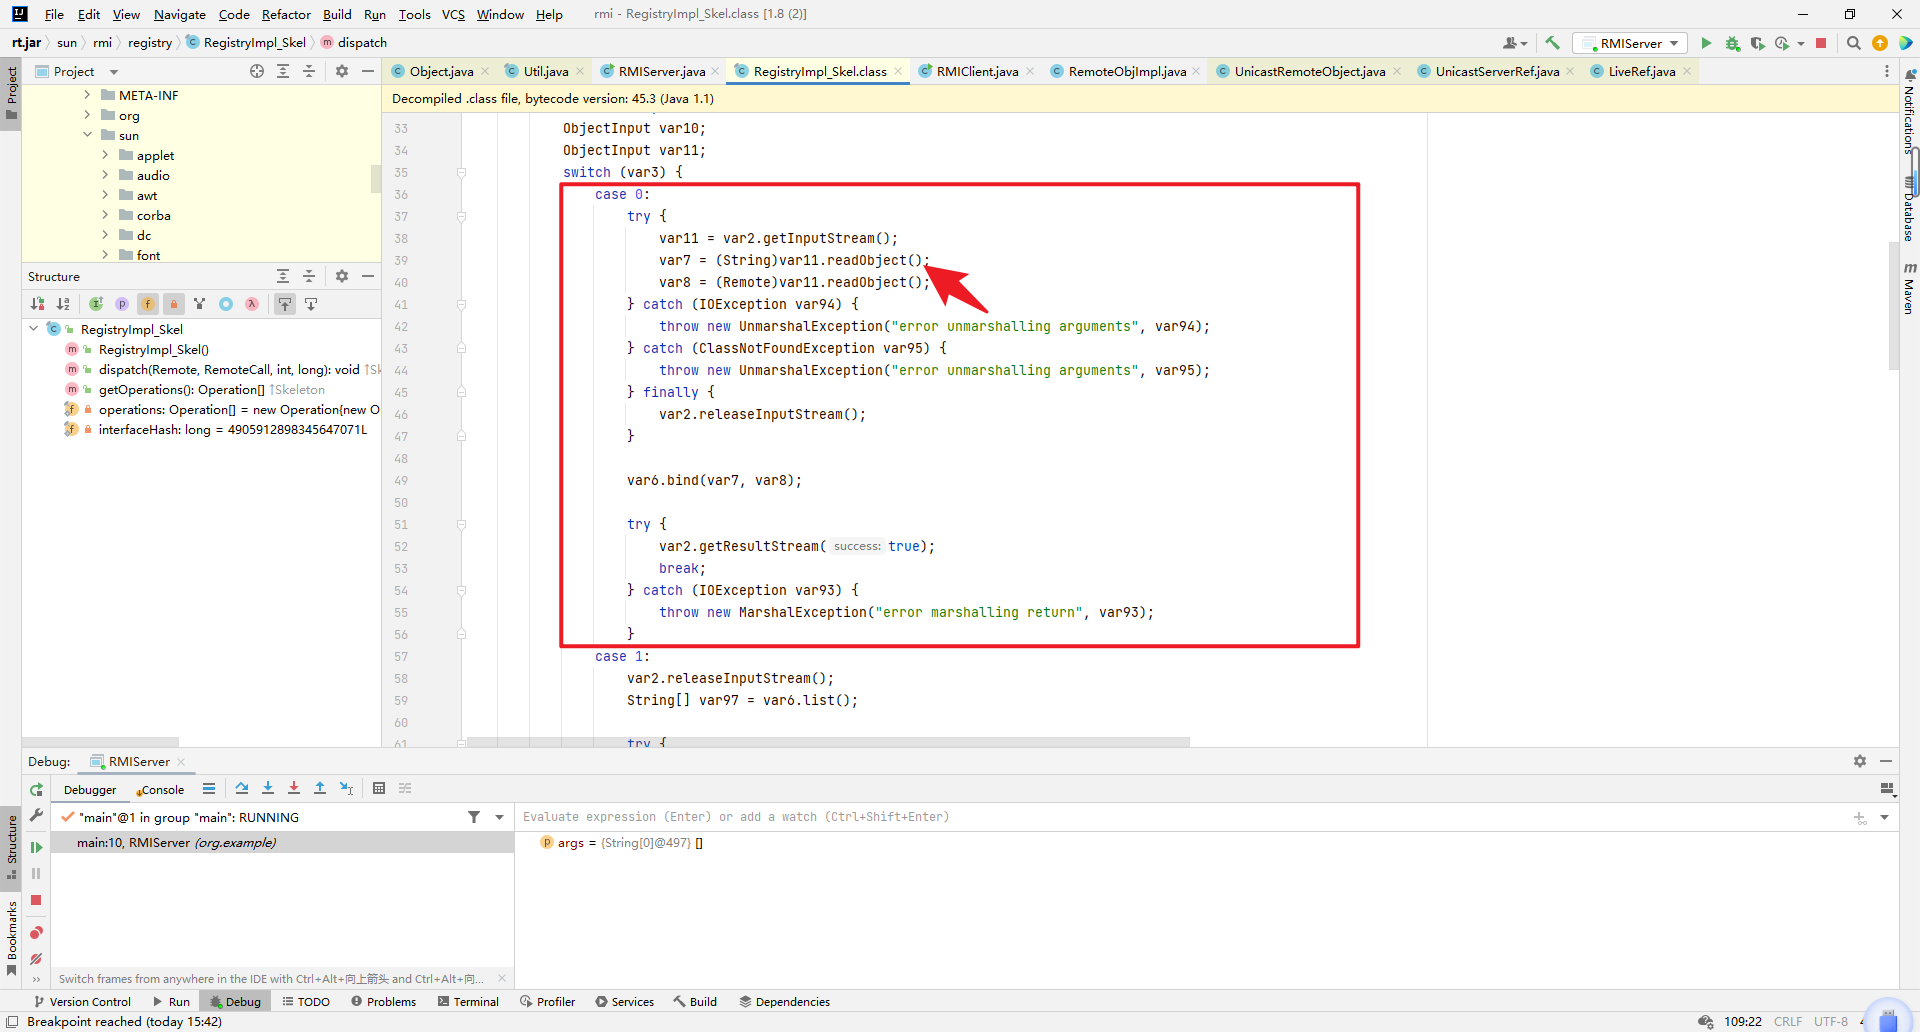 File Edit View Navigate Code Refactor Build Run Tools VCS Window Help rmi - RegistryImpl_Skel.class [1.8 (2)]
rt.jar sun rmi registry RegistryImpl_Skel dispatch RMIServer
Project Object.java Util.java RMIServer.java RegistryImpl_Skel.class RMIClient.java RemoteObjImpl.java UnicastRemoteObject.java UnicastServerRef.java LiveRef.java
Project
Notifications
Database
Maven
META-INF
org
sun
applet
audio
awt
corba
dc
font
Decompiled .class file, bytecode version: 45.3 (Java 1.1)
33 ObjectInput var10;
34 ObjectInput var11;
35 switch (var3) {
36 case 0:
37 try {
38 var11 = var2.getInputStream();
39 var7 = (String)var11.readObject();
40 var8 = (Remote)var11.readObject();
41 } catch (IOException var94) {
42 throw new UnmarshalException("error unmarshalling arguments", var94);
43 } catch (ClassNotFoundException var95) {
44 throw new UnmarshalException("error unmarshalling arguments", var95);
45 } finally {
46 var2.releaseInputStream();
47 }
48
49 var6.bind(var7, var8);
50
51 try {
52 var2.getResultStream( success: true);
53 break;
54 } catch (IOException var93) {
55 throw new MarshalException("error marshalling return", var93);
56 }
57 case 1:
58 var2.releaseInputStream();
59 String[] var97 = var6.list();
60
61 try {
Structure
RegistryImpl_Skel
RegistryImpl_Skel()
dispatch(Remote, RemoteCall, int, long): void ↑Sk
getOperations(): Operation[] ↑Skeleton
operations: Operation[] = new Operation{new O
interfaceHash: long = 4905912898345647071L
Debug: RMIServer
Debugger Console
"main"@1 in group "main": RUNNING
main:10, RMIServer (org.example)
Evaluate expression (Enter) or add a watch (Ctrl+Shift+Enter)
args = {String[0]@497} []
Structure
Bookmarks
Switch frames from anywhere in the IDE with Ctrl+Alt+向上箭头 and Ctrl+Alt+向...
Version Control Run Debug TODO Problems Terminal Profiler Services Build Dependencies
Breakpoint reached (today 15:42)
109:22 CRLF UTF-8